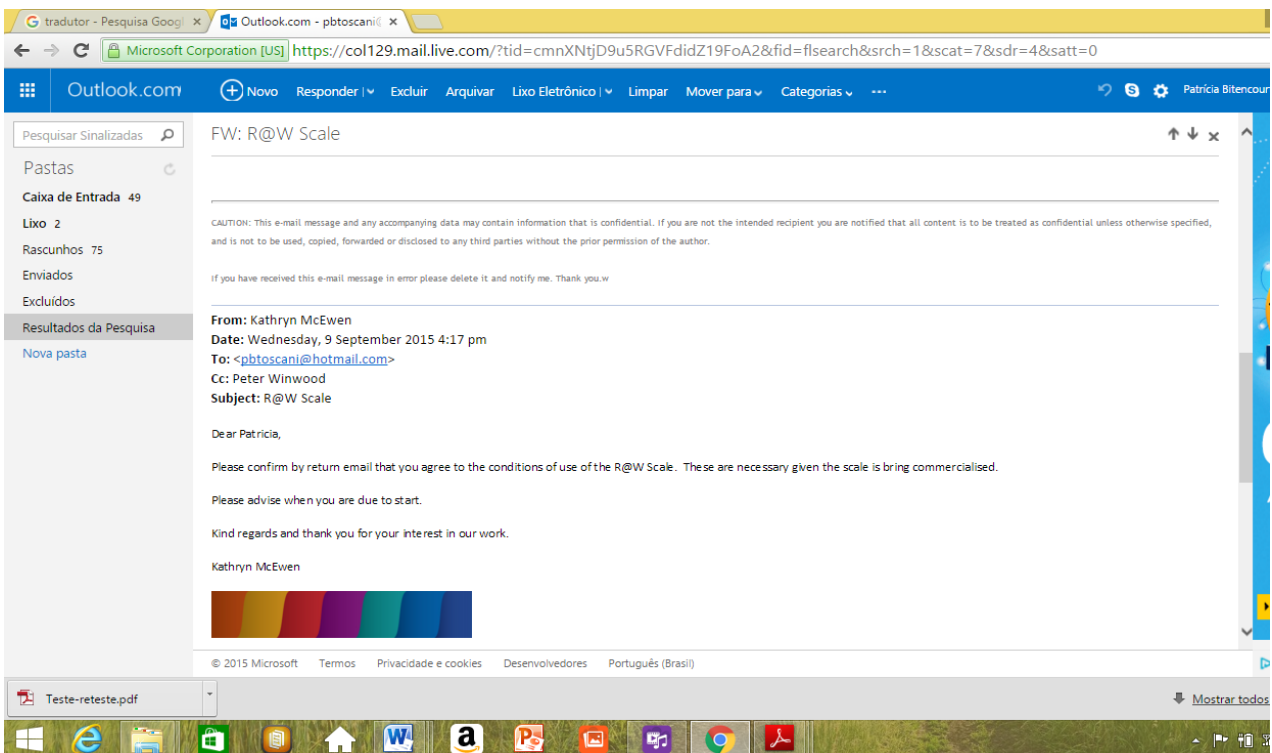 tradutor - Pesquisa Googl
Outlook.com - pbtoscani@
Microsoft Corporation [US] https://col129.mail.live.com/?tid=cmnXNtjD9u5RGVFdidZ19FoA2&fid=flsearch&srch=1&scat=7&sdr=4&satt=0
Outlook.com Novo Responder Excluir Arquivar Lixo Eletrônico Limpar Mover para Categorias ... Patrícia Bitencour
Pesquisar Sinalizadas
FW: R@W Scale
Pastas
Caixa de Entrada 49
Lixo 2
Rascunhos 75
Enviados
Excluídos
Resultados da Pesquisa
Nova pasta
CAUTION: This e-mail message and any accompanying data may contain information that is confidential. If you are not the intended recipient you are notified that all content is to be treated as confidential unless otherwise specified,
and is not to be used, copied, forwarded or disclosed to any third parties without the prior permission of the author.
If you have received this e-mail message in error please delete it and notify me. Thank you.w
From: Kathryn McEwen
Date: Wednesday, 9 September 2015 4:17 pm
To: <pbtoscani@hotmail.com>
Cc: Peter Winwood
Subject: R@W Scale
Dear Patricia,
Please confirm by return email that you agree to the conditions of use of the R@W Scale. These are necessary given the scale is bring commercialised.
Please advise when you are due to start.
Kind regards and thank you for your interest in our work.
Kathryn McEwen
© 2015 Microsoft Termos Privacidade e cookies Desenvolvedores Português (Brasil)
Teste-reteste.pdf
Mostrar todos